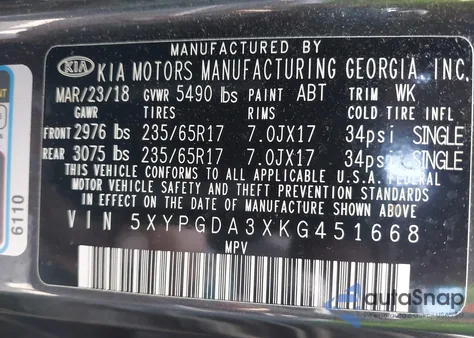 MANUFACTURED BY
KIA KIA MOTORS MANUFACTURING GEORGIA, INC.
MAR/23/18 GVWR 5490 lbs PAINT ABT TRIM WK
GAWR TIRES RIMS COLD TIRE INFL
FRONT 2976 lbs 235/65R17 7.0JX17 34psi SINGLE
REAR 3075 lbs 235/65R17 7.0JX17 34psi SINGLE
THIS VEHICLE CONFORMS TO ALL APPLICABLE U.S.A. FEDERAL
MOTOR VEHICLE SAFETY AND THEFT PREVENTION STANDARDS
IN EFFECT ON THE DATE OF MANUFACTURE SHOWN ABOVE.
VIN 5XYPGDA3XKG451668
MPV
6110
autoSnap